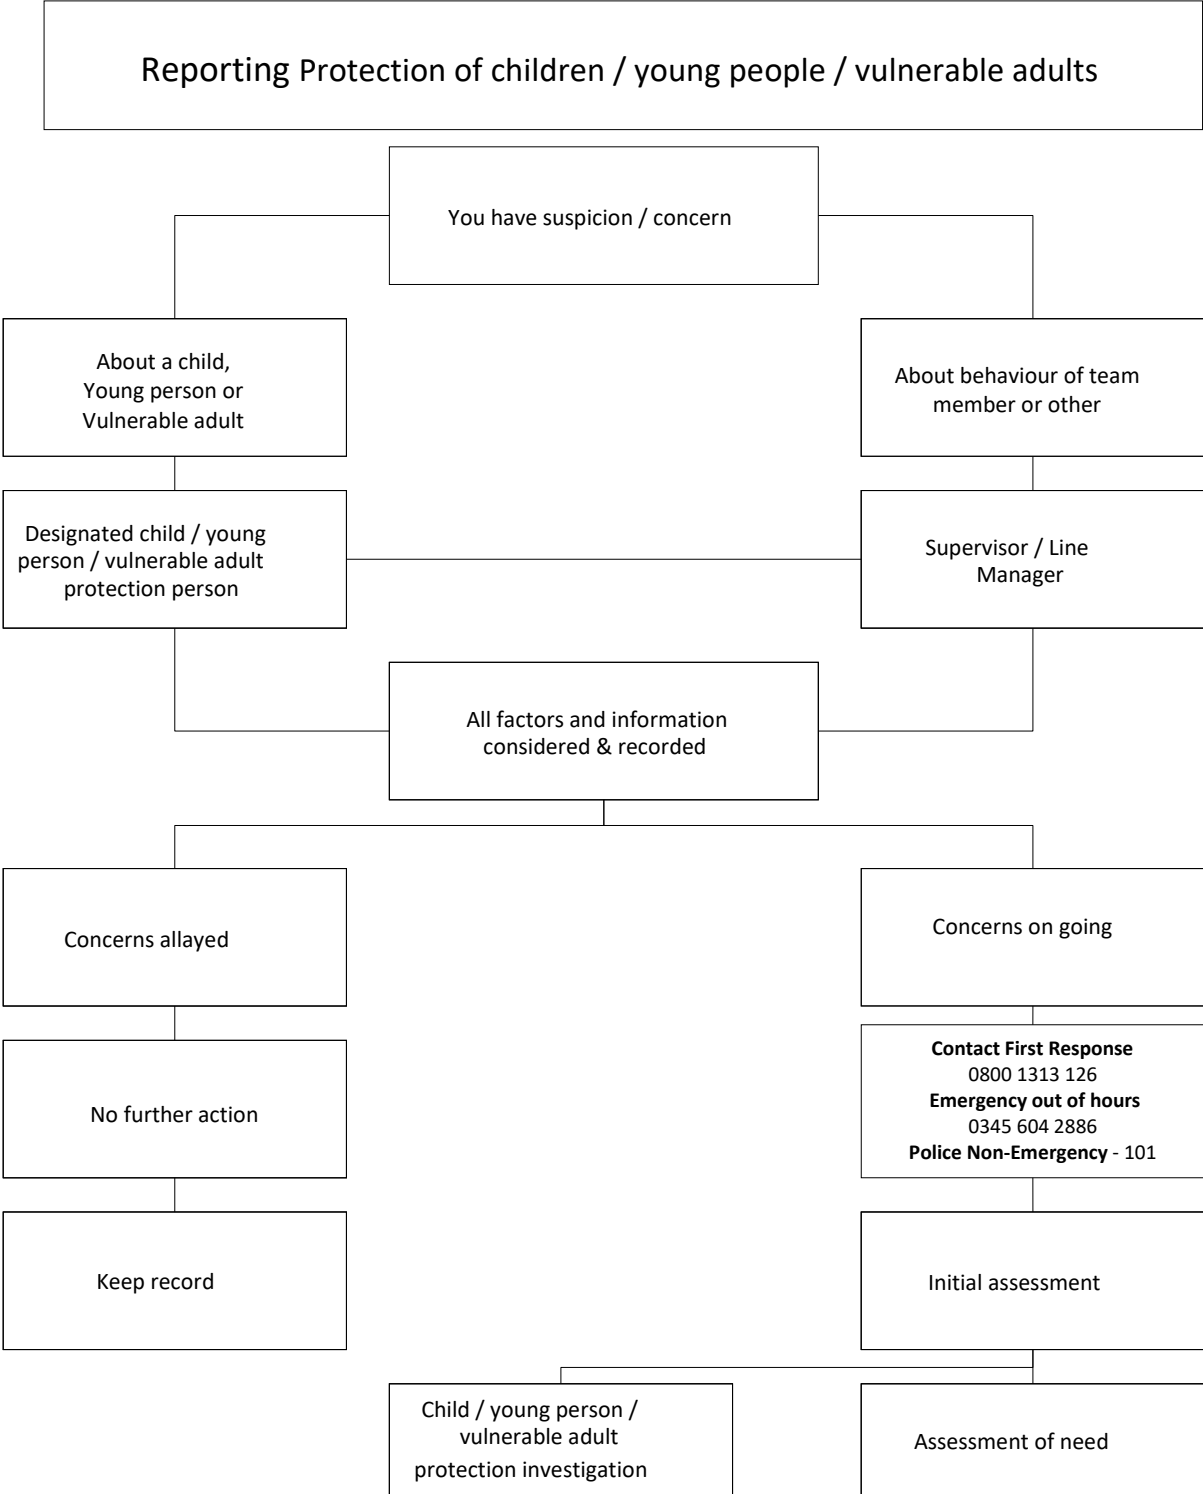 Reporting Protection of children / young people / vulnerable adults
You have suspicion / concern
About a child,
Young person or
Vulnerable adult
About behaviour of team
member or other
Designated child / young
person / vulnerable adult
protection person
Supervisor / Line
Manager
All factors and information
considered & recorded
Concerns allayed
Concerns on going
No further action
Contact First Response
0800 1313 126
Emergency out of hours
0345 604 2886
Police Non-Emergency - 101
Keep record
Initial assessment
Child / young person /
vulnerable adult
protection investigation
Assessment of need